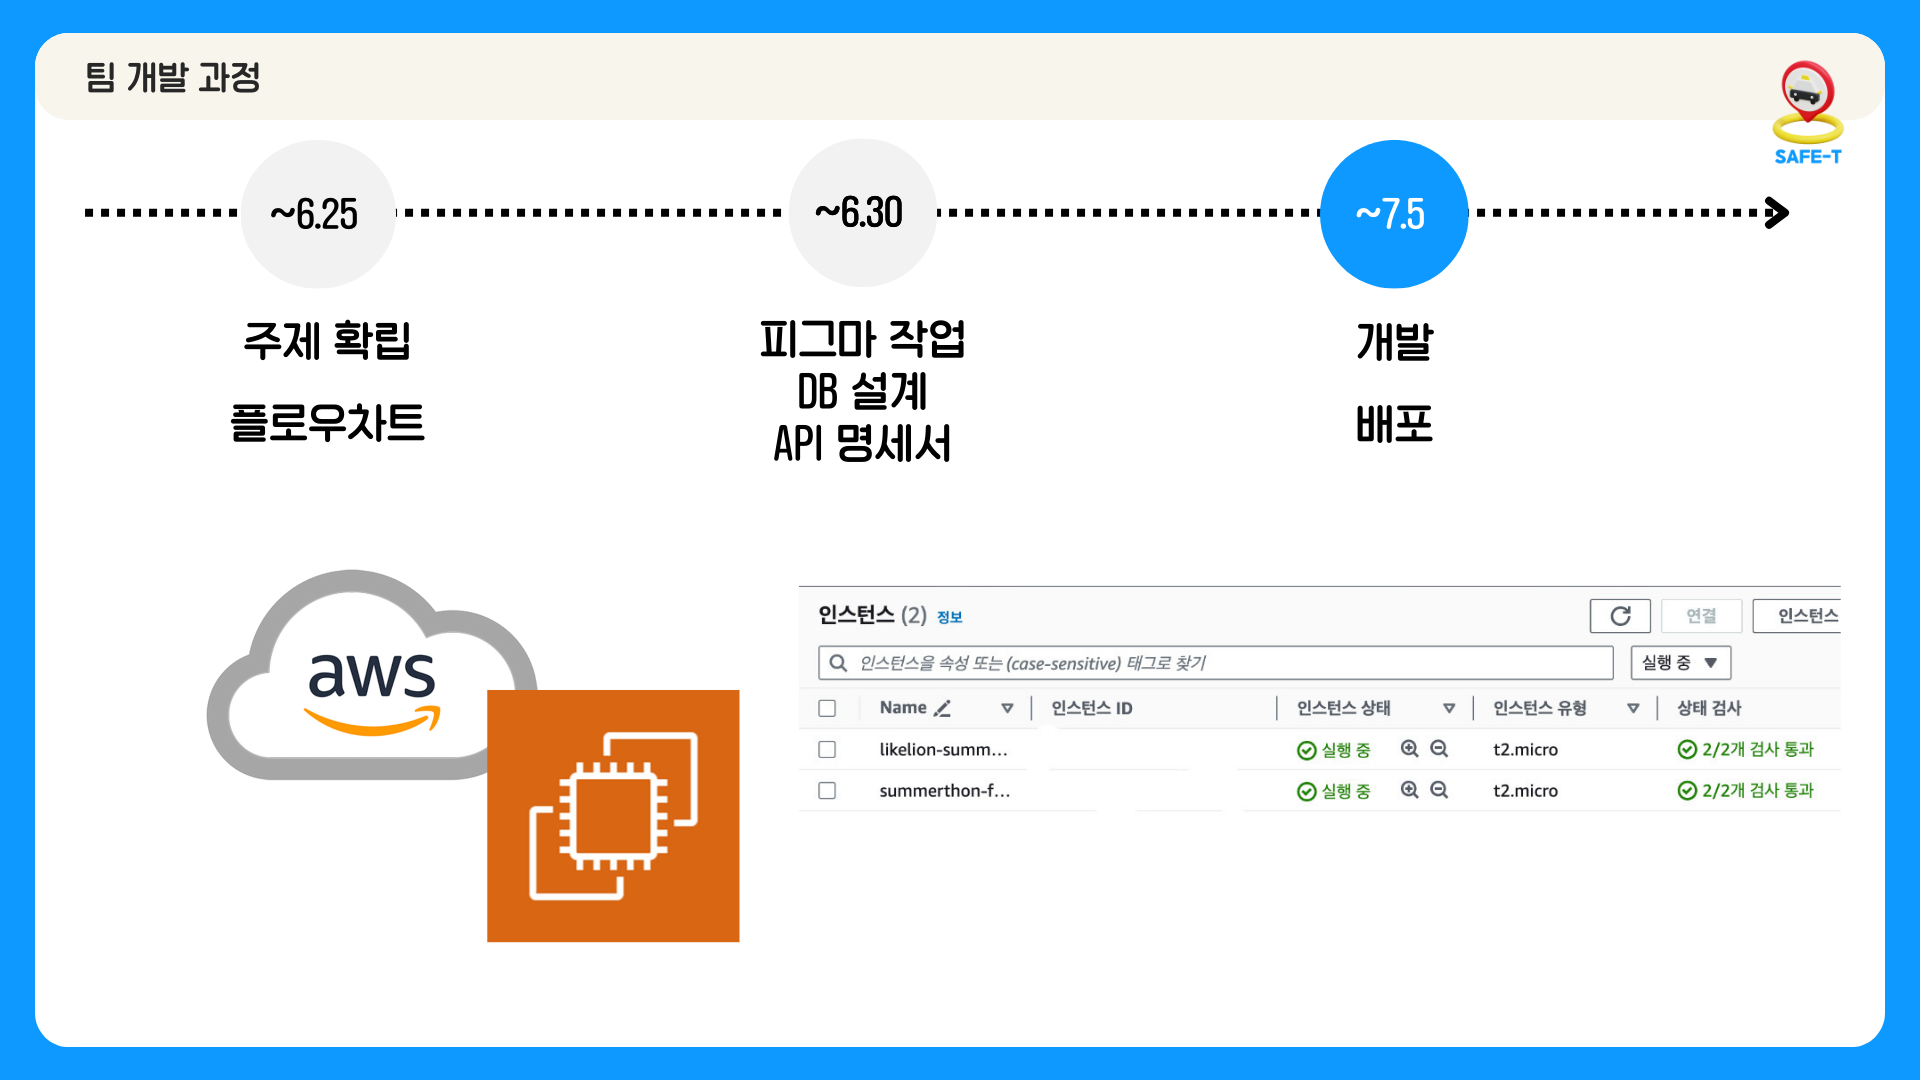 팀 개발 과정
SAFE-T
~6.25
~6.30
~7.5
주제 확립
플로우차트
피그마 작업
DB 설계
API 명세서
개발
배포
aws
인스턴스 (2) 정보
연결
인스턴스
인스턴스을 속성 또는 (case-sensitive) 태그로 찾기
실행 중
Name 인스턴스 ID 인스턴스 상태 인스턴스 유형 상태 검사
likelion-summ... 실행 중 t2.micro 2/2개 검사 통과
summerthon-f... 실행 중 t2.micro 2/2개 검사 통과